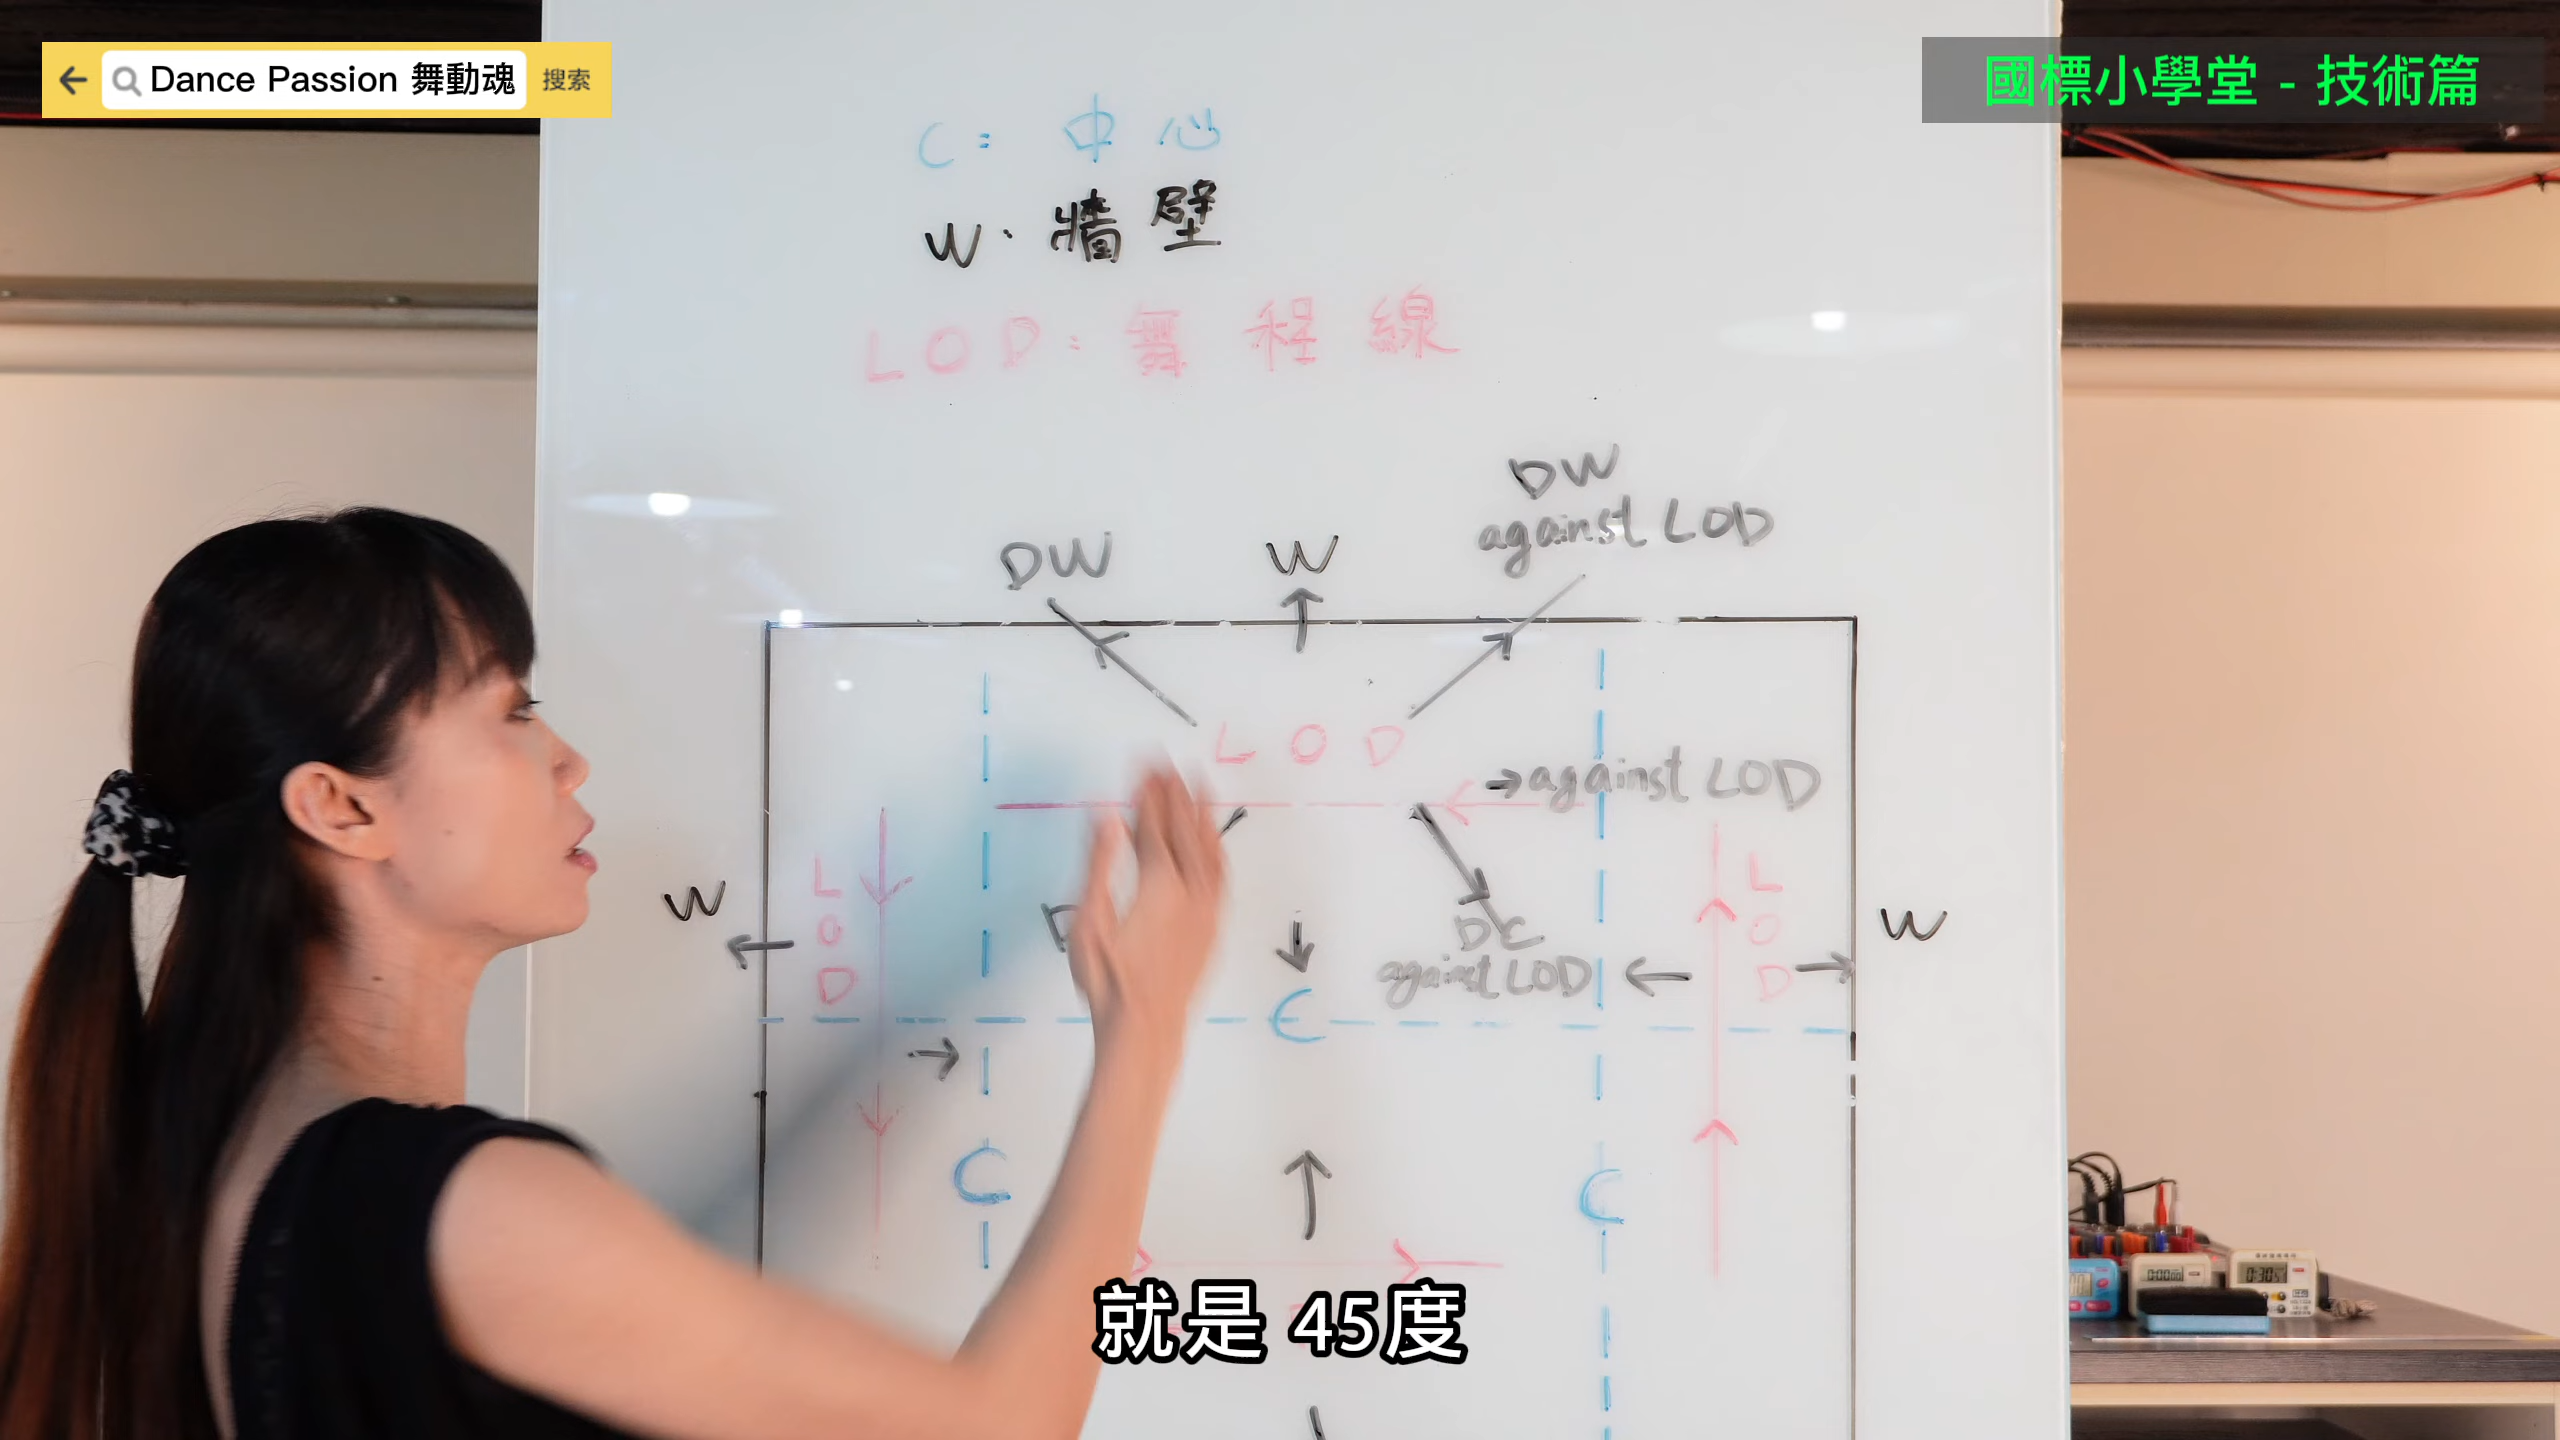 Dance Passion 舞動魂 搜索
國標小學堂 - 技術篇
C: 中心
W: 牆壁
LOD: 舞程線
DW
W
DW
against LOD
LOD
→against LOD
LOD
W
DC
against LOD
LOD
W
C
C
C
就是 45度